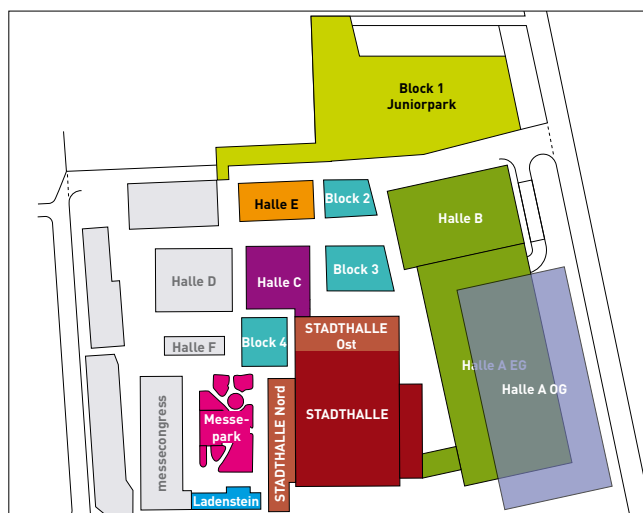 Block 1
Juniorpark
Halle E
Block 2
Halle B
Halle D
Halle C
Block 3
STADTHALLE
Ost
Halle F
Block 4
Halle A EG
Halle A OG
messecongress
Messe-
park
STADTHALLE Nord
STADTHALLE
Ladenstein